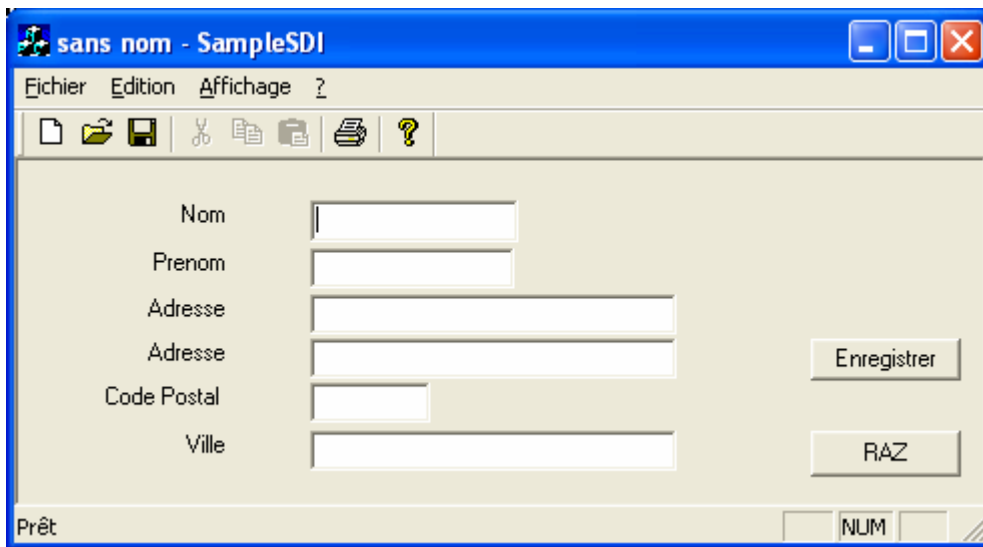 sans nom - SampleSDI
Fichier Edition Affichage ?
Nom
Prenom
Adresse
Adresse
Enregistrer
Code Postal
Ville
RAZ
Prêt
NUM